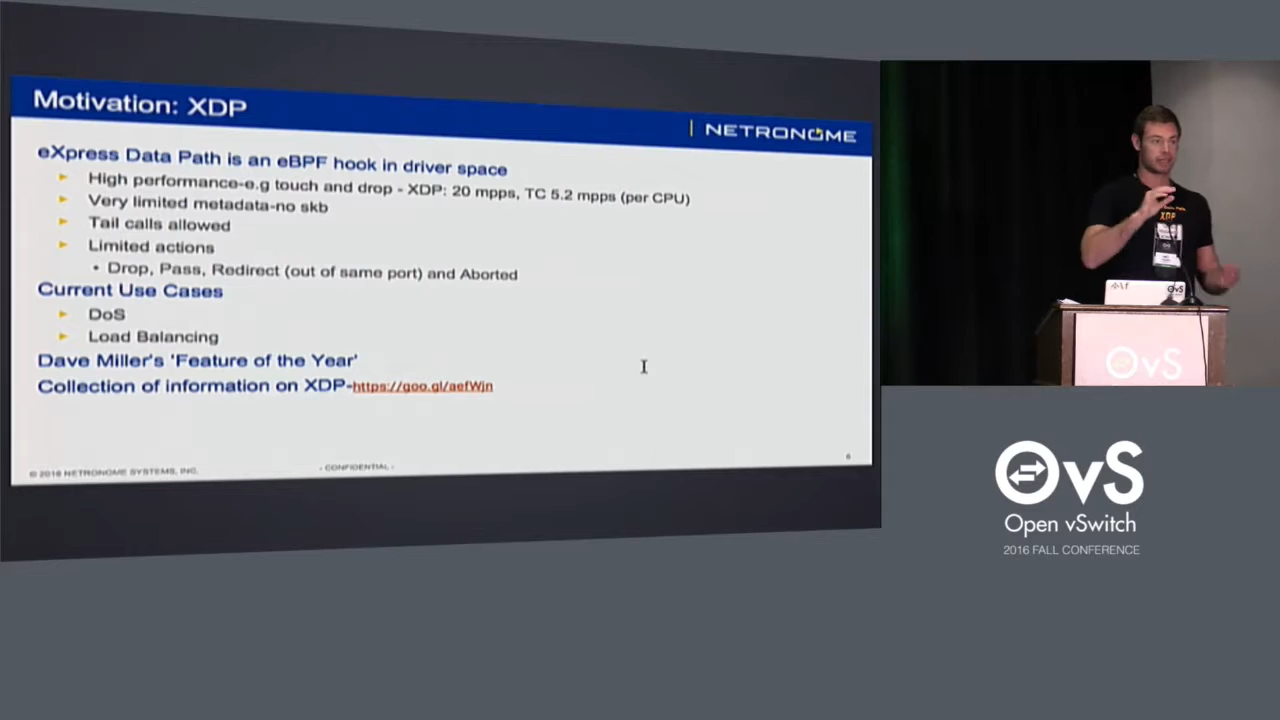 Motivation: XDP
NETRONOME
eXpress Data Path is an eBPF hook in driver space
High performance-e.g touch and drop - XDP: 20 mpps, TC 5.2 mpps (per CPU)
Very limited metadata-no skb
Tail calls allowed
Limited actions
• Drop, Pass, Redirect (out of same port) and Aborted
Current Use Cases
DoS
Load Balancing
Dave Miller's 'Feature of the Year'
Collection of information on XDP-https://goo.gl/aefWjn
© 2016 NETRONOME SYSTEMS, INC.
- CONFIDENTIAL -
6
XDP
OvS
OvS
OvS
Open vSwitch
2016 FALL CONFERENCE